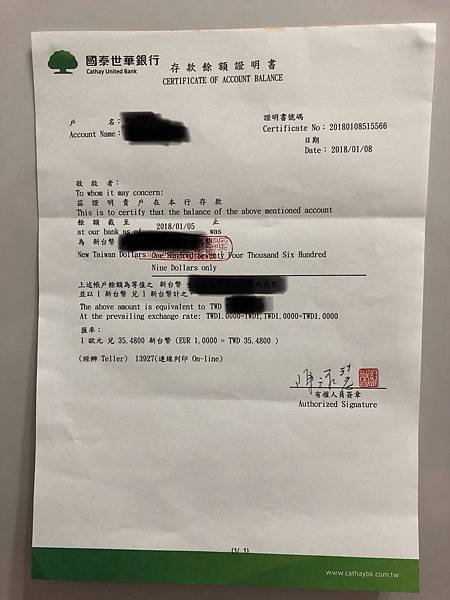 國泰世華銀行
Cathay United Bank
存款餘額證明書
CERTIFICATE OF ACCOUNT BALANCE
戶 名：
Account Name：
證明書號碼
Certificate No：20180108515566
日期
Date：2018/01/08
敬啟者：
To whom it may concern:
茲證明貴戶在本行存款
This is to certify that the balance of the above mentioned account
餘額截至 2018/01/05 止
at our bank as of was
為 新台幣
New Taiwan Dollars One hundred Seventy Four Thousand Six Hundred
Nine Dollars only
上述帳戶餘額為等值之 新台幣
並以 1 新台幣 兌 1 新台幣計之。
The above amount is equivalent to TWD
At the prevailing exchange rate: TWD1.0000=TWD1,TWD1.0000=TWD1.0000
匯率：
1 歐元 兌 35.4800 新台幣 (EUR 1.0000 = TWD 35.4800 )
(經辦 Teller) 13927(連線列印 On-line)
有權人員簽章
Authorized Signature
(1/ 1)
www.cathaybk.com.tw